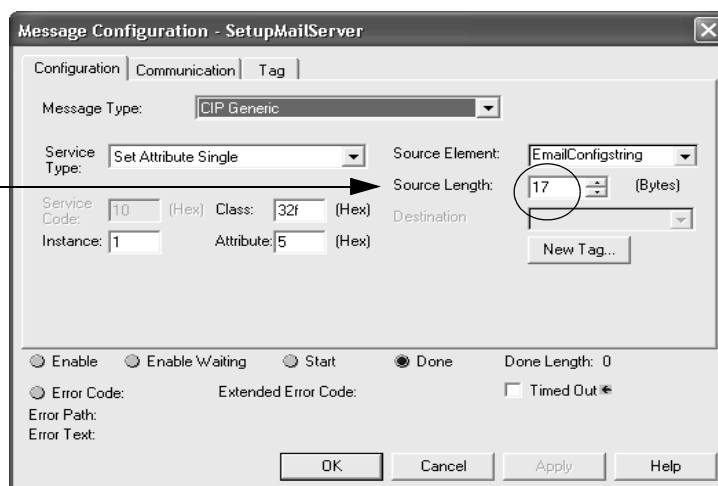 Message Configuration - SetupMailServer
Configuration Communication Tag
Message Type: CIP Generic
Service Type: Set Attribute Single Source Element: EmailConfigstring
Source Length: 17 (Bytes)
Service Code: 10 (Hex) Class: 32f (Hex) Destination
Instance: 1 Attribute: 5 (Hex) New Tag...
Enable Enable Waiting Start Done Done Length: 0
Error Code: Extended Error Code: Timed Out
Error Path:
Error Text:
OK Cancel Apply Help